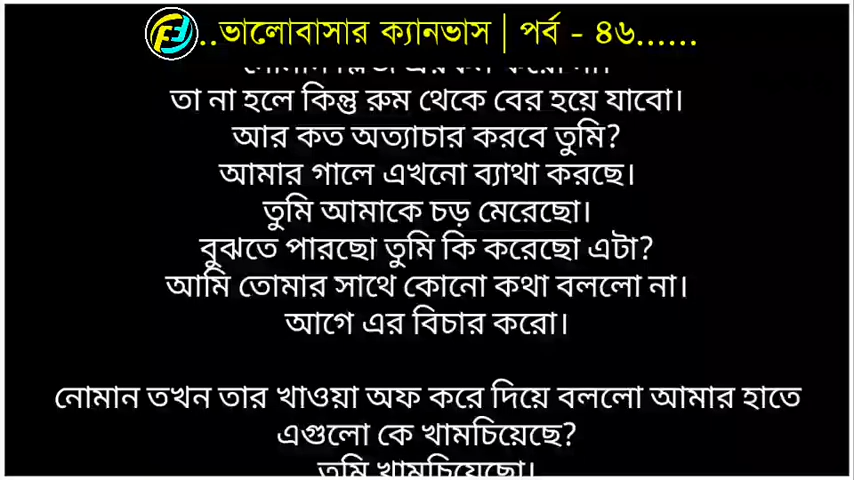 ..ভালোবাসার ক্যানভাস | পর্ব - ৪৬......
তা না হলে কিন্তু রুম থেকে বের হয়ে যাবো।
আর কত অত্যাচার করবে তুমি?
আমার গালে এখনো ব্যাথা করছে।
তুমি আমাকে চড় মেরেছো।
বুঝতে পারছো তুমি কি করেছো এটা?
আমি তোমার সাথে কোনো কথা বললো না।
আগে এর বিচার করো।
নোমান তখন তার খাওয়া অফ করে দিয়ে বললো আমার হাতে
এগুলো কে খামচিয়েছে?
তুমি খামচিয়েছো।